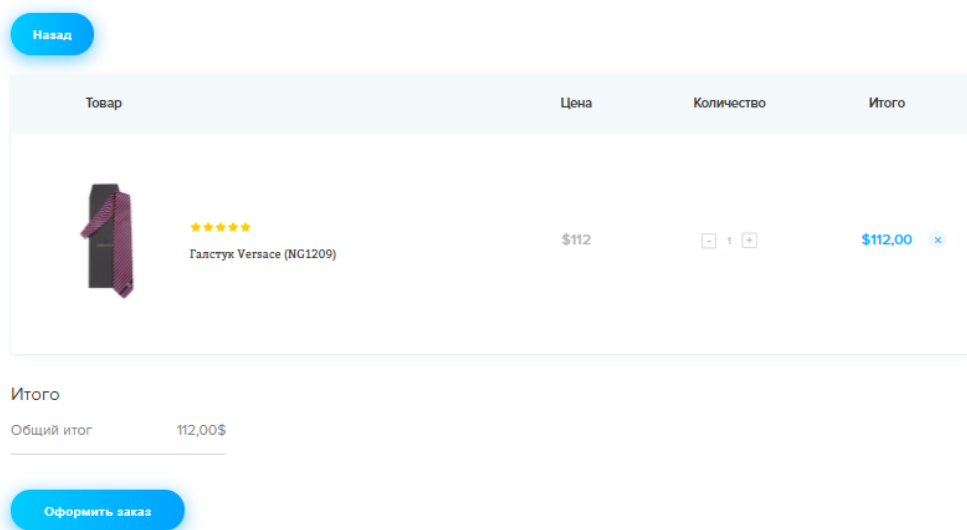 Назад
Товар Цена Количество Итого
Галстук Versace (NG1209)
$112 - 1 + $112,00 ×
Итого
Общий итог 112,00$
Оформить заказ